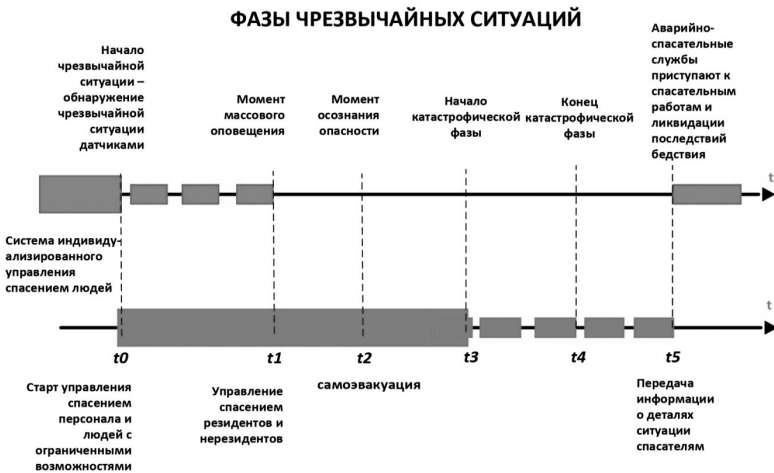 ФАЗЫ ЧРЕЗВЫЧАЙНЫХ СИТУАЦИЙ
Начало
чрезвычайной
ситуации –
обнаружение
чрезвычайной
ситуации
датчиками
Момент
массового
оповещения
Момент
осознания
опасности
Начало
катастрофической
фазы
Конец
катастрофической
фазы
Аварийно-
спасательные
службы
приступают к
спасательным
работам и
ликвидации
последствий
бедствия
t
Система индивиду-
ализированного
управления
спасением людей
t
t0
t1
t2
t3
t4
t5
Старт управления
спасением
персонала и
людей с
ограниченными
возможностями
Управление
спасением
резидентов и
нерезидентов
самоэвакуация
Передача
информации
о деталях
ситуации
спасателям